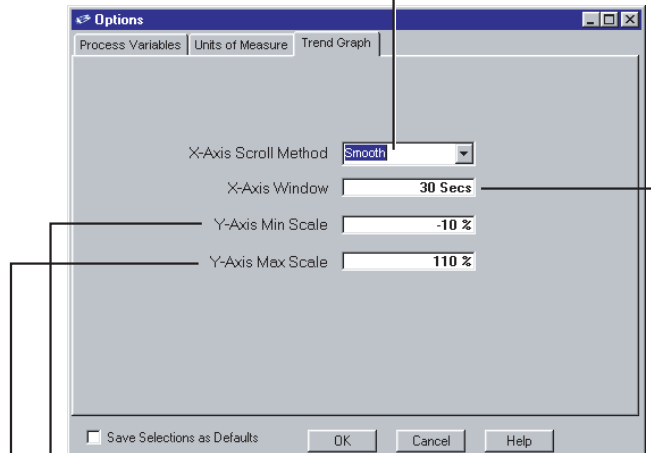 Options
Process Variables Units of Measure Trend Graph
X-Axis Scroll Method Smooth
X-Axis Window 30 Secs
Y-Axis Min Scale -10 %
Y-Axis Max Scale 110 %
Save Selections as Defaults OK Cancel Help